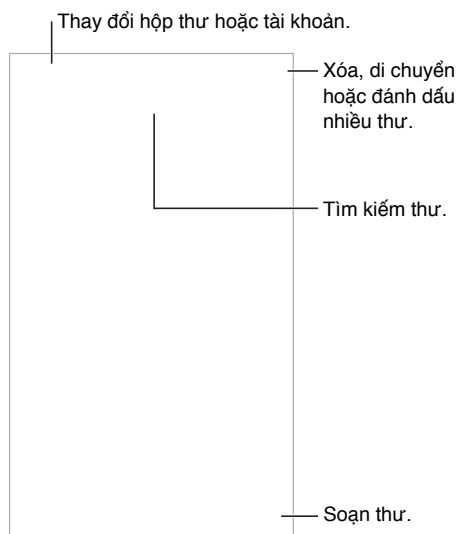 Thay đổi hộp thư hoặc tài khoản.
Xóa, di chuyển
hoặc đánh dấu
nhiều thư.
Tìm kiếm thư.
Soạn thư.